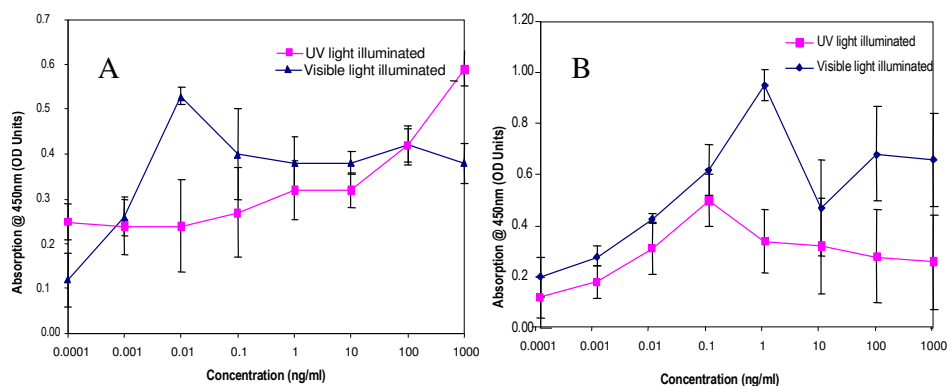 A
UV light illuminated
Visible light illuminated
Absorption @ 450nm (OD Units)
0.7
0.6
0.5
0.4
0.3
0.2
0.1
0.00
0.0001 0.001 0.01 0.1 1 10 100 1000
Concentration (ng/ml)
B
UV light illuminated
Visible light illuminated
Absorption @ 450nm (OD Units)
1.20
1.00
0.80
0.60
0.40
0.20
0.00
0.0001 0.001 0.01 0.1 1 10 100 1000
Concentration (ng/ml)